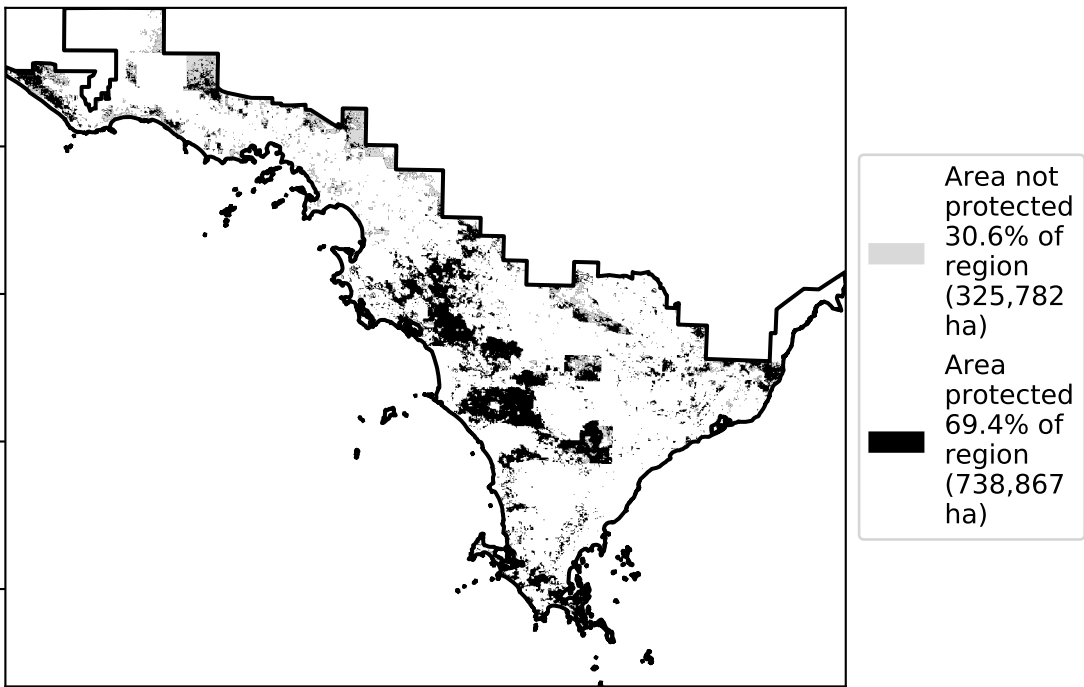 Area not
protected
30.6% of
region
(325,782
ha)
Area
protected
69.4% of
region
(738,867
ha)